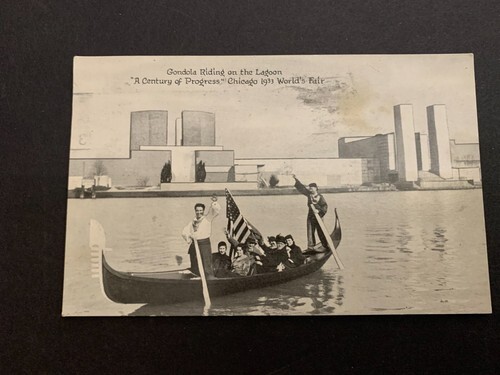 Gondola Riding on the Lagoon
"A Century of Progress" Chicago 1933 World's Fair